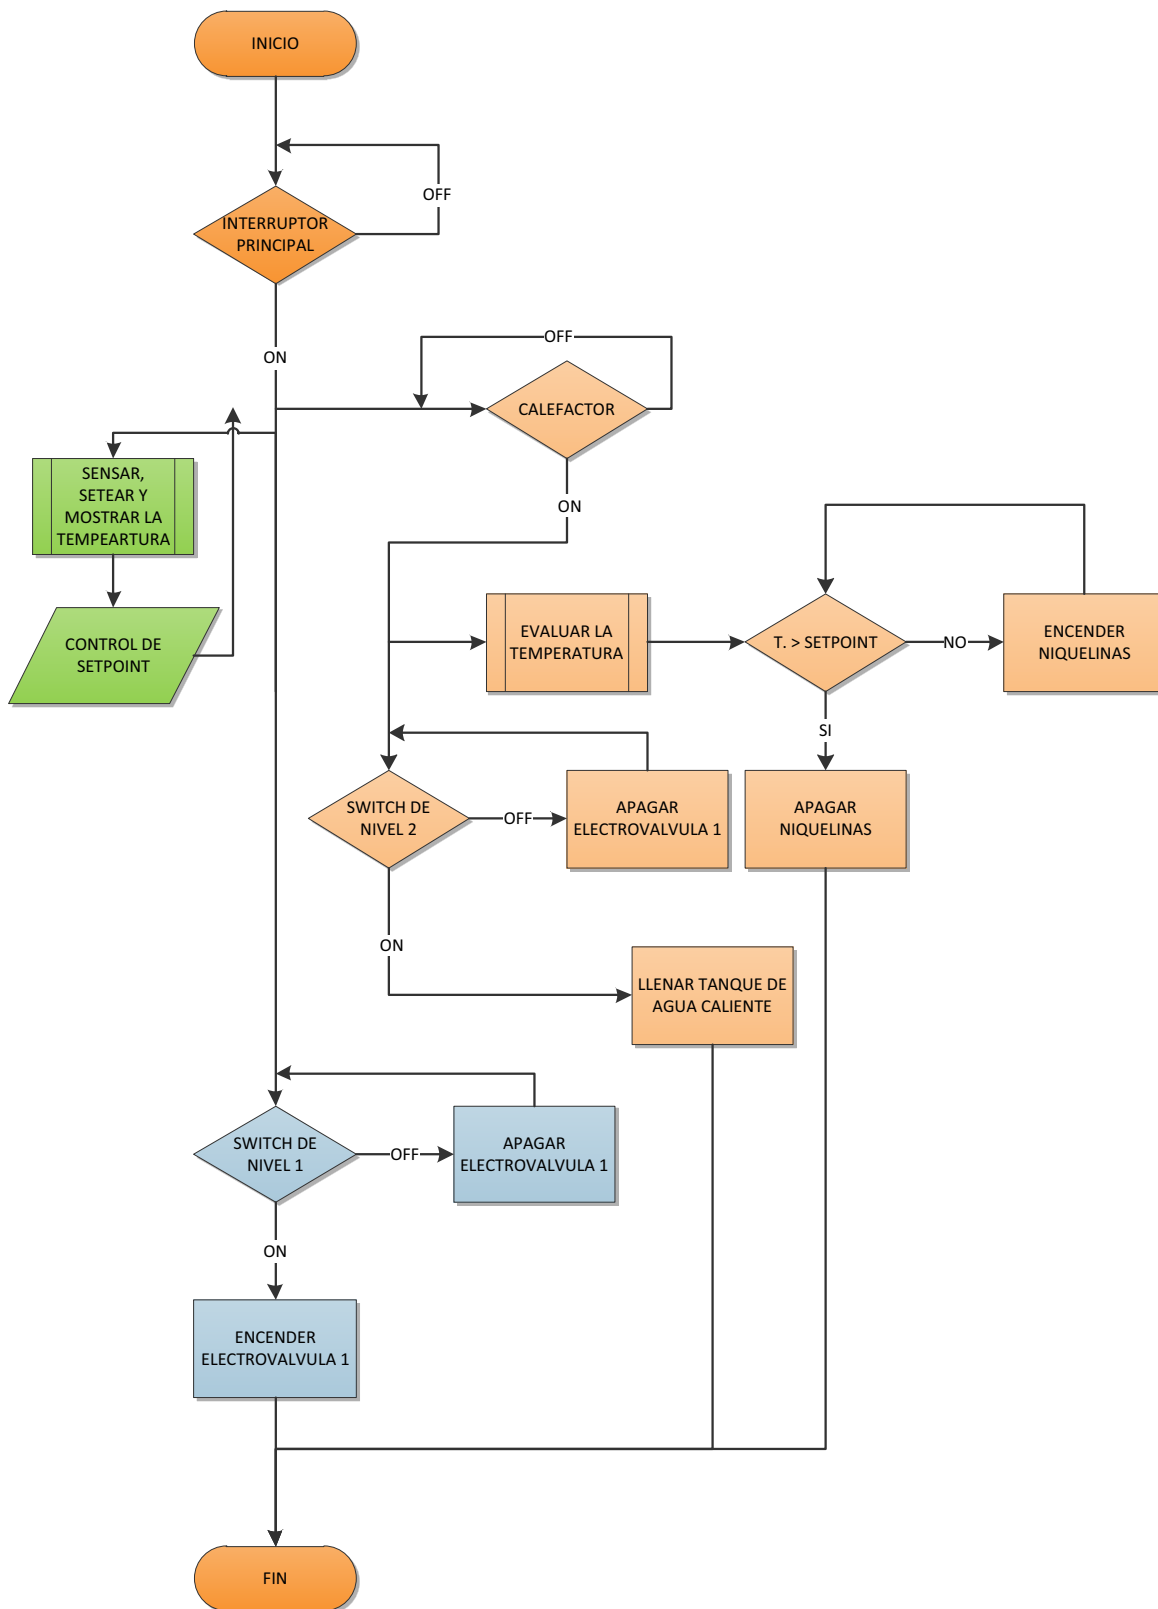 INICIO
OFF
INTERRUPTOR
PRINCIPAL
ON
OFF
CALEFACTOR
SENSAR,
SETEAR Y
MOSTRAR LA
TEMPEARTURA
ON
CONTROL DE
SETPOINT
EVALUAR LA
TEMPERATURA
T. > SETPOINT
NO
ENCENDER
NIQUELINAS
SI
SWITCH DE
NIVEL 2
OFF
APAGAR
ELECTROVALVULA 1
APAGAR
NIQUELINAS
ON
LLENAR TANQUE DE
AGUA CALIENTE
SWITCH DE
NIVEL 1
OFF
APAGAR
ELECTROVALVULA 1
ON
ENCENDER
ELECTROVALVULA 1
FIN